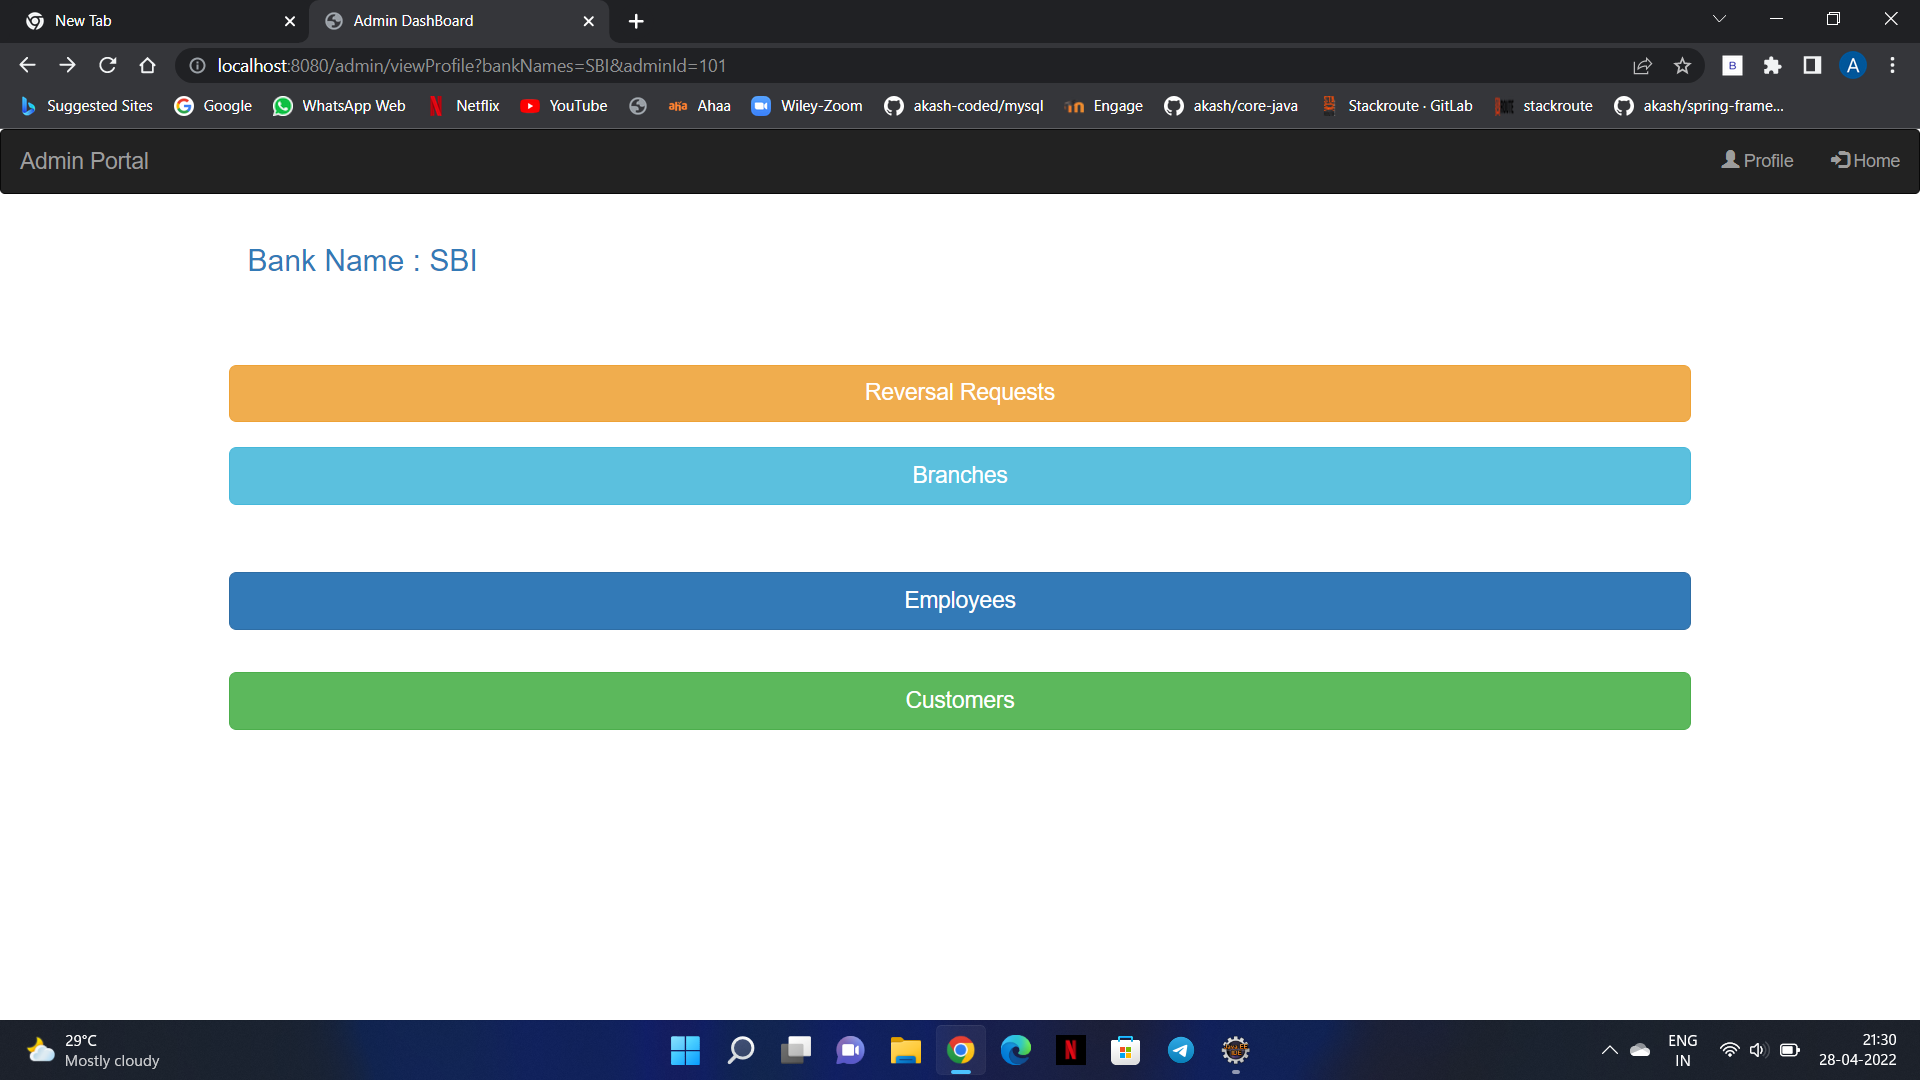 New Tab
Admin DashBoard
localhost:8080/admin/viewProfile?bankNames=SBI&adminId=101
B
A
Suggested Sites
Google
WhatsApp Web
Netflix
YouTube
aha Ahaa
Wiley-Zoom
akash-coded/mysql
Engage
akash/core-java
Stackroute · GitLab
stackroute
akash/spring-frame...
Admin Portal
Profile
Home
Bank Name : SBI
Reversal Requests
Branches
Employees
Customers
29°C
Mostly cloudy
ENG
IN
21:30
28-04-2022